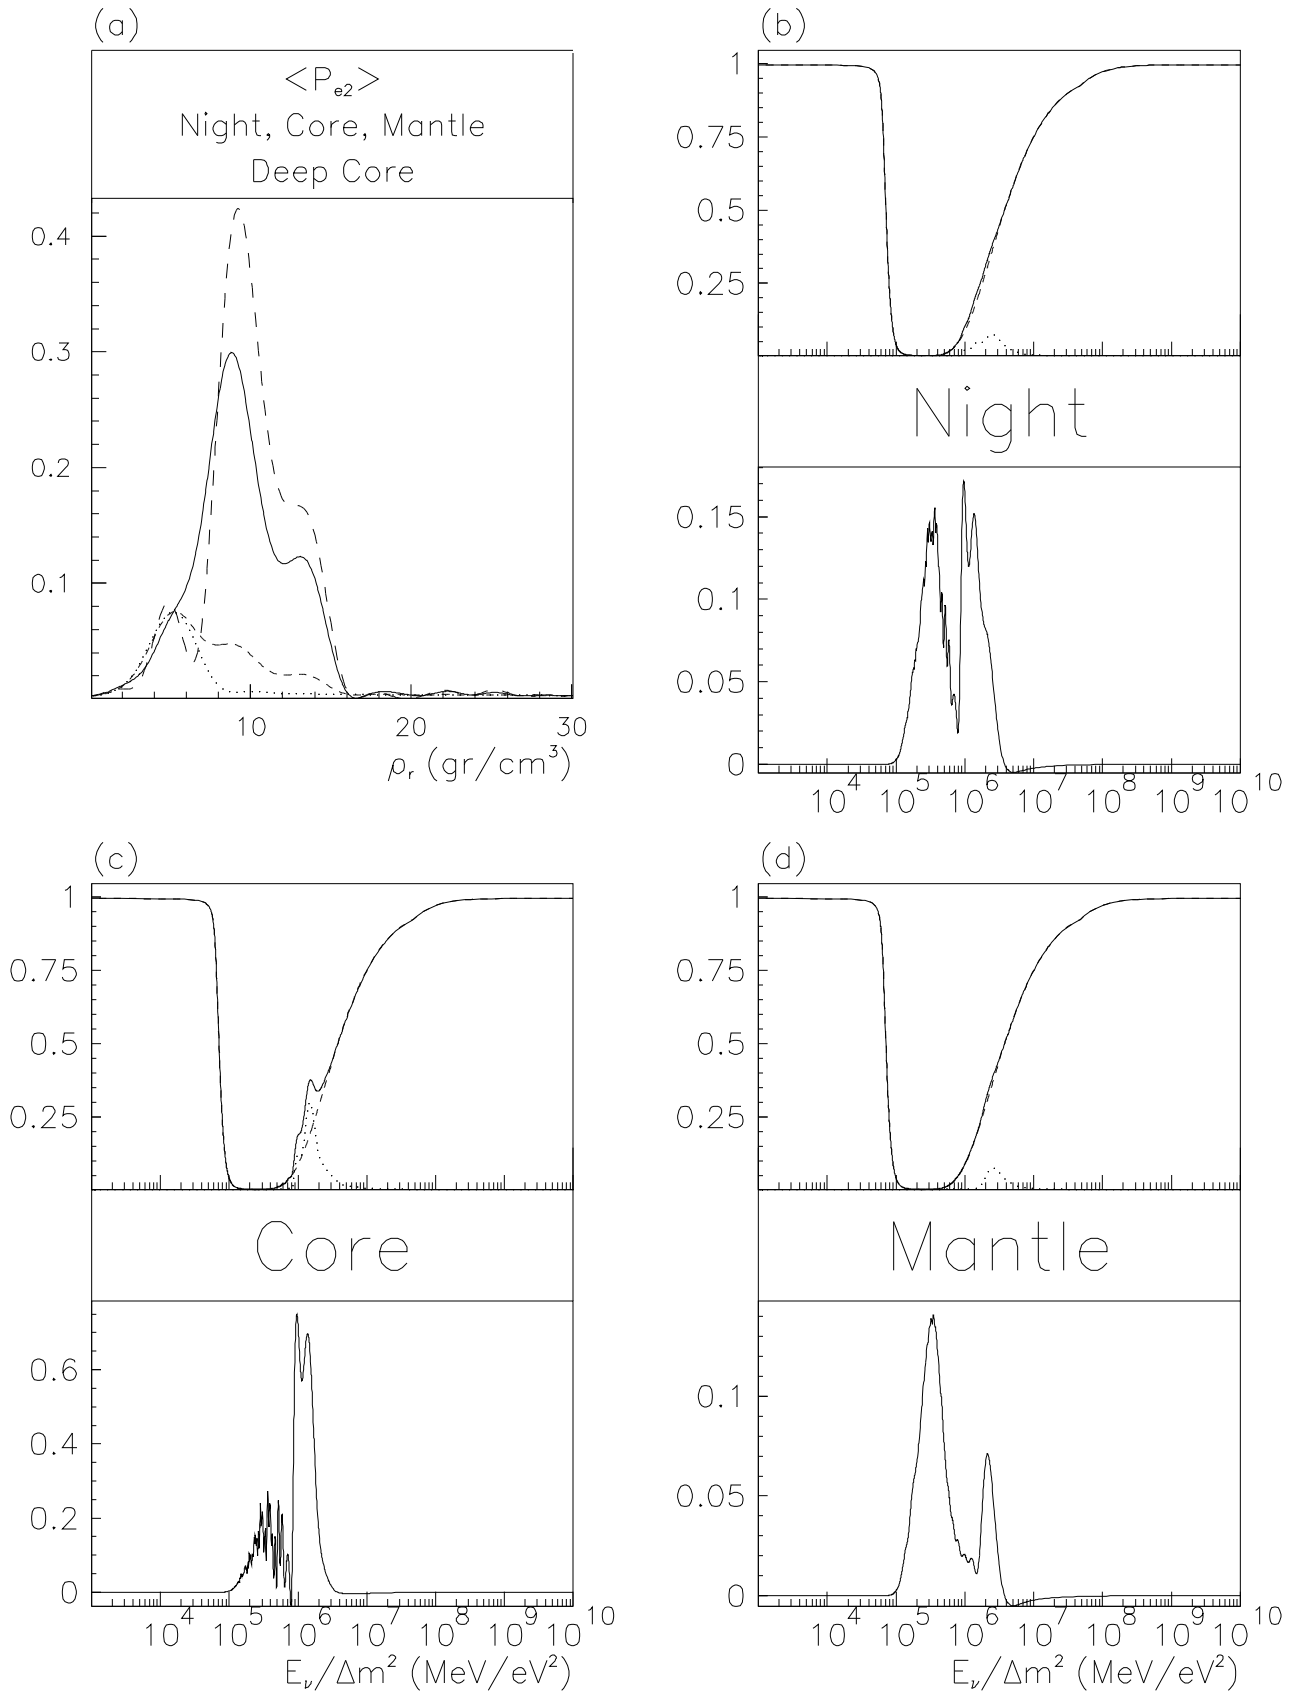 (a)
<P_e2>
Night, Core, Mantle
Deep Core
0.4
0.3
0.2
0.1
10 20 30
ρ_r (gr/cm³)
(b)
1
0.75
0.5
0.25
Night
0.15
0.1
0.05
0
10⁴ 10⁵ 10⁶ 10⁷ 10⁸ 10⁹ 10¹⁰
(c)
1
0.75
0.5
0.25
Core
0.6
0.4
0.2
0
10⁴ 10⁵ 10⁶ 10⁷ 10⁸ 10⁹ 10
E_ν/Δm² (MeV/eV²)
(d)
1
0.75
0.5
0.25
Mantle
0.1
0.05
0
10⁴ 10⁵ 10⁶ 10⁷ 10⁸ 10⁹ 10¹⁰
E_ν/Δm² (MeV/eV²)